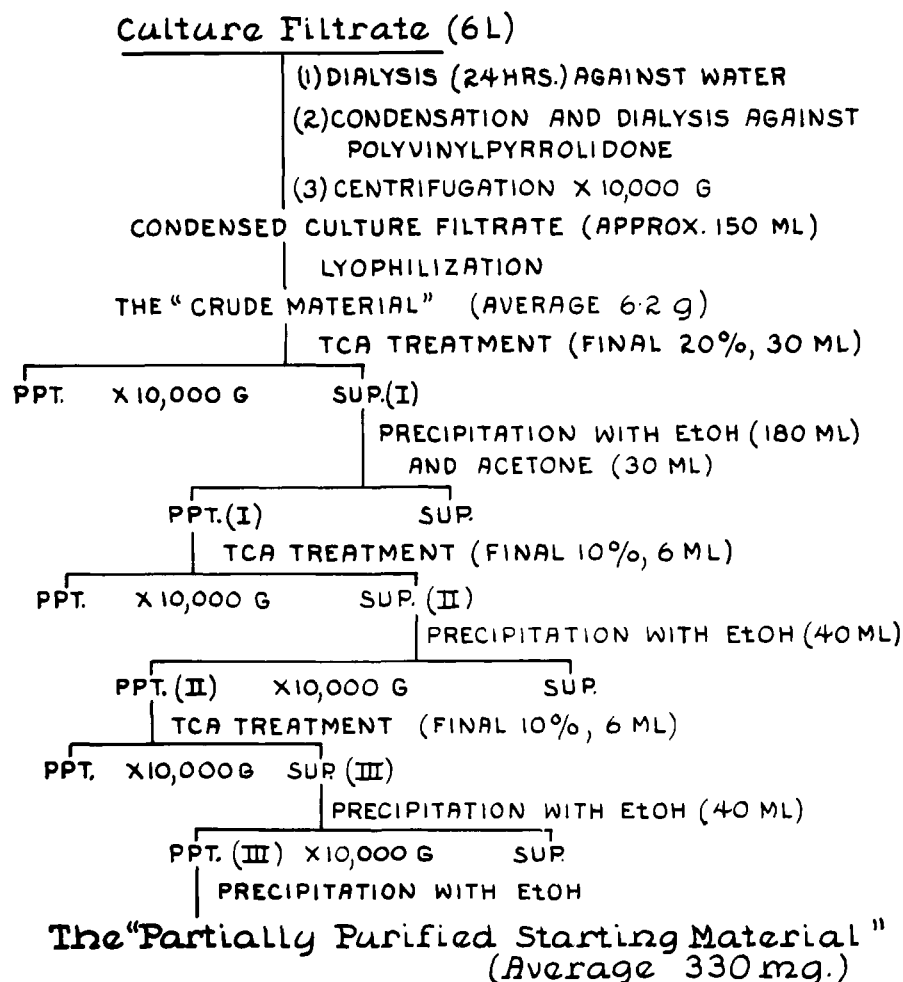 Culture Filtrate (6L)
(1) DIALYSIS (24HRS.) AGAINST WATER
(2) CONDENSATION AND DIALYSIS AGAINST
POLYVINYLPYRROLIDONE
(3) CENTRIFUGATION X 10,000 G
CONDENSED CULTURE FILTRATE (APPROX. 150 ML)
LYOPHILIZATION
THE "CRUDE MATERIAL" (AVERAGE 6·2 g)
TCA TREATMENT (FINAL 20%, 30 ML)
PPT. X 10,000 G SUP.(I)
PRECIPITATION WITH EtOH (180 ML)
AND ACETONE (30 ML)
PPT.(I) SUP.
TCA TREATMENT (FINAL 10%, 6 ML)
PPT. X10,000 G SUP. (II)
PRECIPITATION WITH EtOH (40 ML)
PPT. (II) X10,000 G SUP.
TCA TREATMENT (FINAL 10%, 6 ML)
PPT. X10,000 G SUP. (III)
PRECIPITATION WITH EtOH (40 ML)
PPT. (III) X10,000 G SUP.
PRECIPITATION WITH EtOH
The "Partially Purified Starting Material"
(Average 330 mg.)